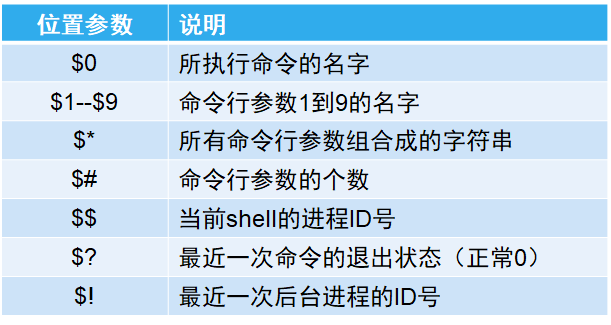 位置参数 说明
$0 所执行命令的名字
$1--$9 命令行参数1到9的名字
$* 所有命令行参数组合成的字符串
$# 命令行参数的个数
$$ 当前shell的进程ID号
$? 最近一次命令的退出状态（正常0）
$! 最近一次后台进程的ID号